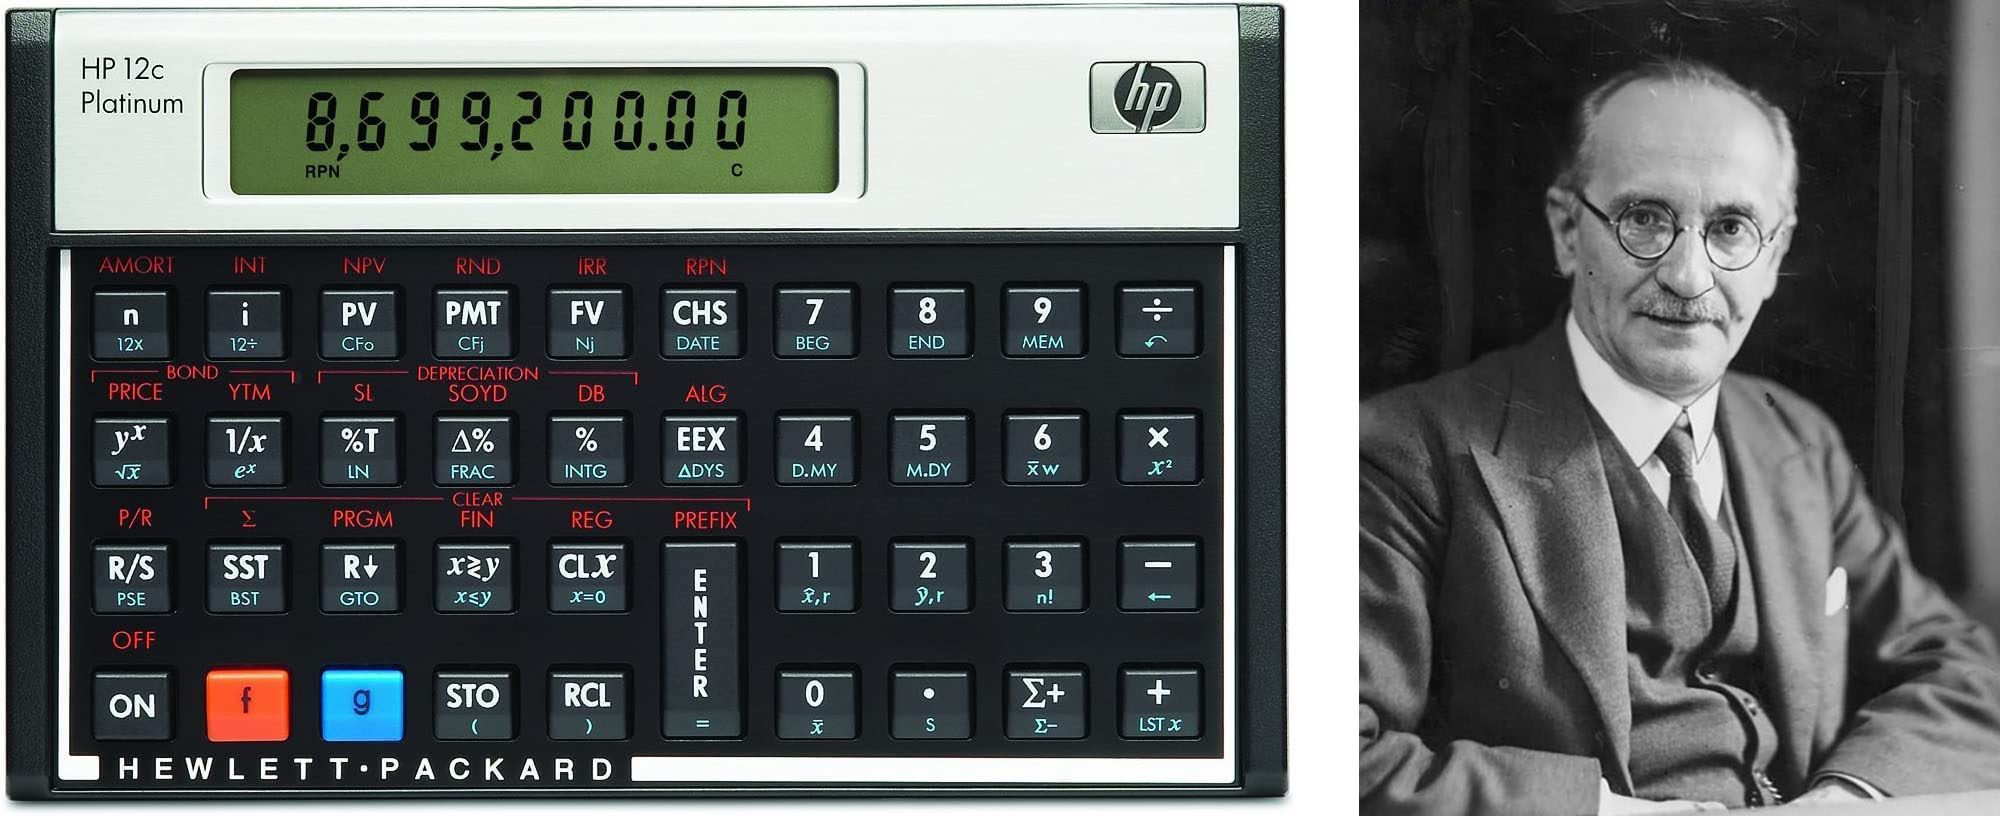 HP 12c
Platinum
8,699,200.00
RPN C
hp
AMORT INT NPV RND IRR RPN
n i PV PMT FV CHS 7 8 9 ÷
12x 12÷ CFo CFj Nj DATE BEG END MEM ↶
BOND DEPRECIATION
PRICE YTM SL SOYD DB ALG
yˣ 1/x %T Δ% % EEX 4 5 6 ×
√x eˣ LN FRAC INTG ΔDYS D.MY M.DY x̄w x²
CLEAR
P/R Σ PRGM FIN REG PREFIX
R/S SST R↓ x≷y CLx ENTER 1 2 3 −
PSE BST GTO x≤y x=0 = x̂,r ŷ,r n! ←
OFF
ON f g STO RCL 0 • Σ+ +
( ) x̄ S Σ− LST x
HEWLETT•PACKARD